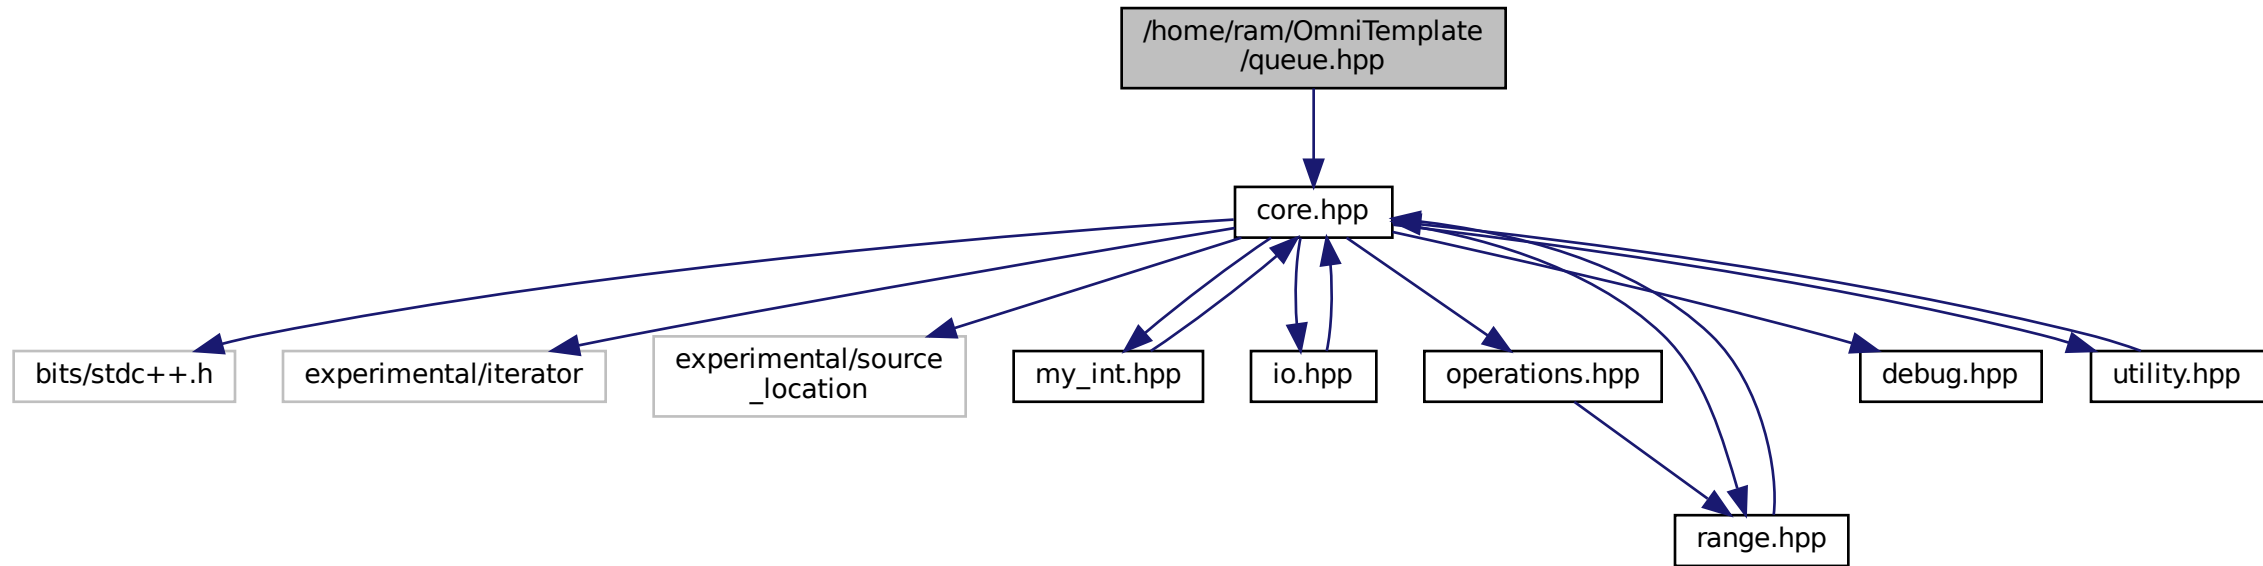 /home/ram/OmniTemplate
/queue.hpp
core.hpp
bits/stdc++.h
experimental/iterator
experimental/source
_location
my_int.hpp
io.hpp
operations.hpp
debug.hpp
utility.hpp
range.hpp